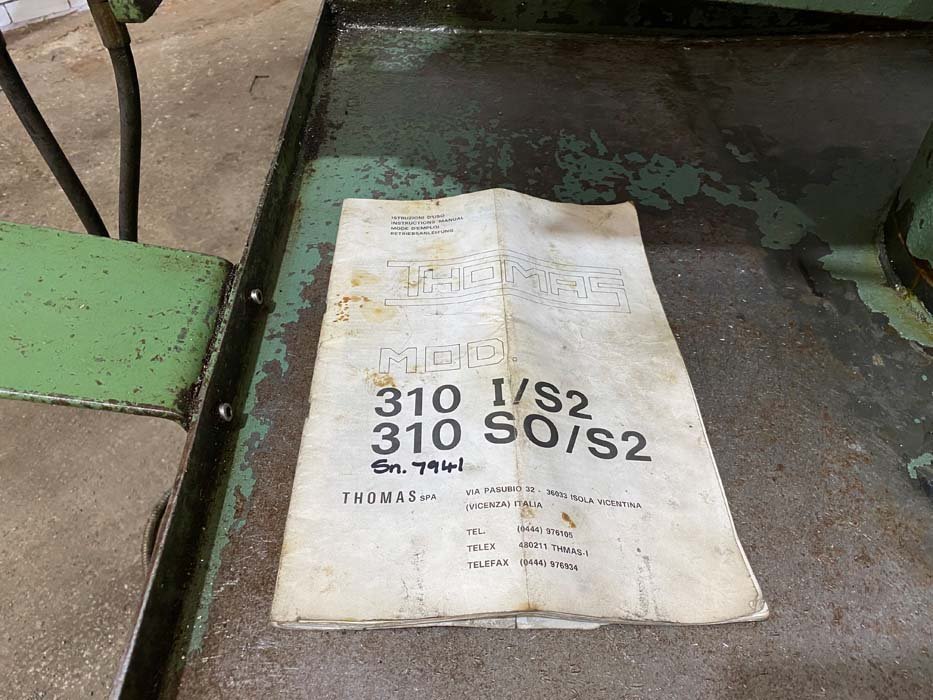 ISTRUZIONI D'USO
INSTRUCTIONS MANUAL
MODE D'EMPLOI
BETRIEBSANLEITUNG
THOMAS
MOD.
310 I/S2
310 SO/S2
Sn. 7941
THOMAS SPA
VIA PASUBIO 32 - 36033 ISOLA VICENTINA
(VICENZA) ITALIA
TEL. (0444) 976105
TELEX 480211 THMAS-I
TELEFAX (0444) 976934